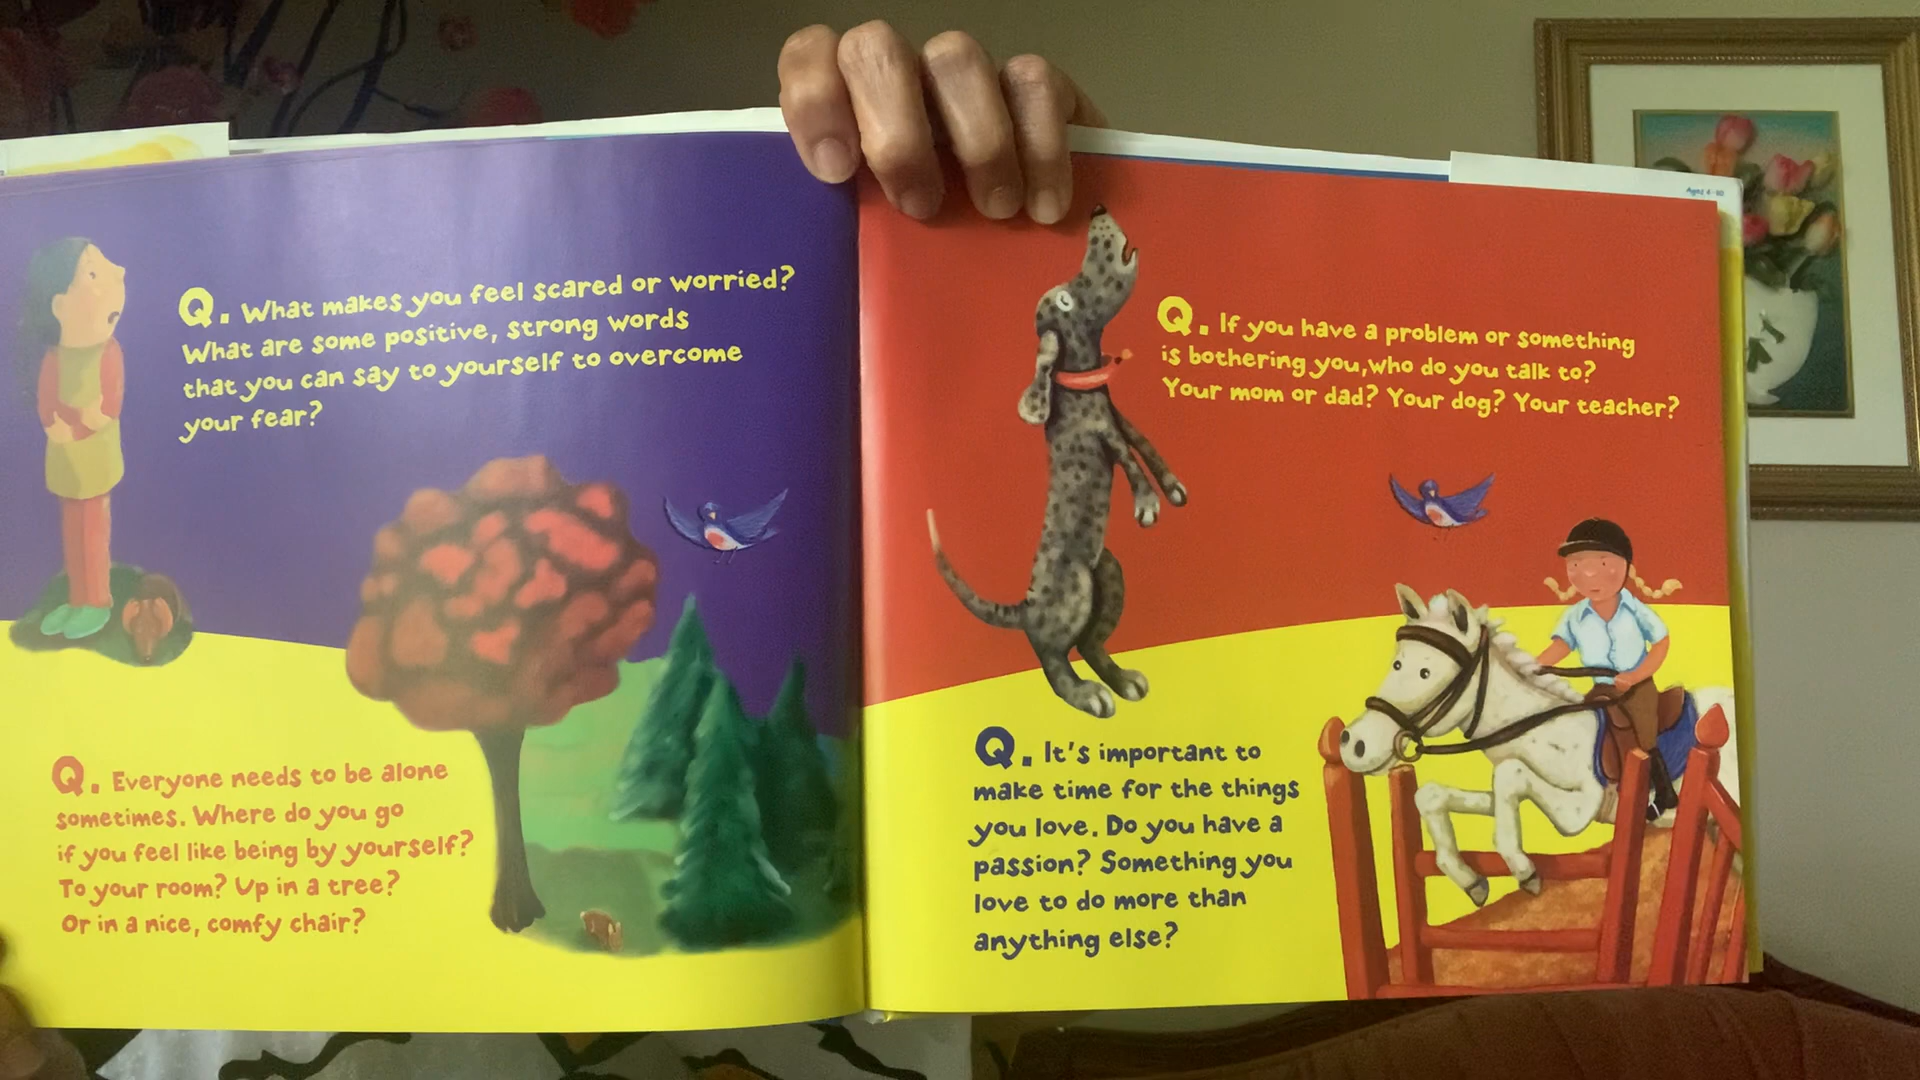 Q. What makes you feel scared or worried?
What are some positive, strong words
that you can say to yourself to overcome
your fear?
Q. Everyone needs to be alone
sometimes. Where do you go
if you feel like being by yourself?
To your room? Up in a tree?
Or in a nice, comfy chair?
Ages 4-10
Q. If you have a problem or something
is bothering you,who do you talk to?
Your mom or dad? Your dog? Your teacher?
Q. It's important to
make time for the things
you love. Do you have a
passion? Something you
love to do more than
anything else?